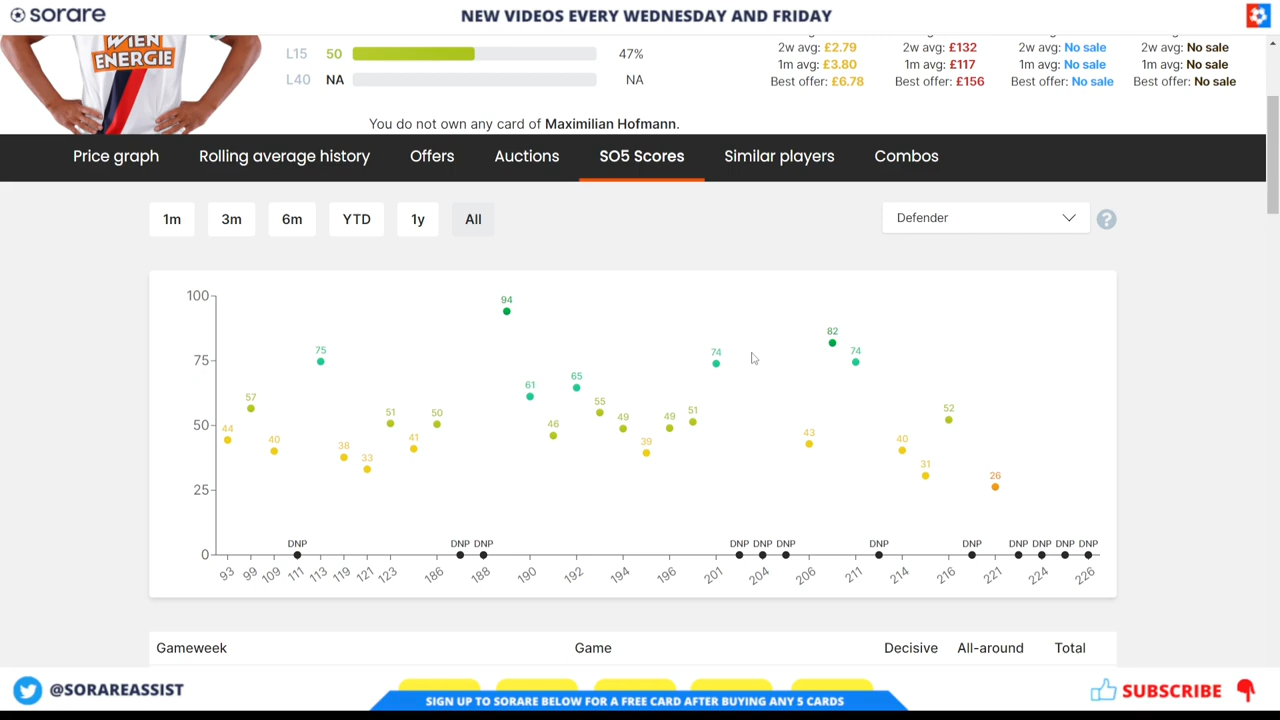 sorare
NEW VIDEOS EVERY WEDNESDAY AND FRIDAY
WIEN
ENERGIE
L15 50 47%
L40 NA NA
2w avg: £2.79 2w avg: £132 2w avg: No sale 2w avg: No sale
1m avg: £3.80 1m avg: £117 1m avg: No sale 1m avg: No sale
Best offer: £6.78 Best offer: £156 Best offer: No sale Best offer: No sale
You do not own any card of Maximilian Hofmann.
Price graph Rolling average history Offers Auctions SO5 Scores Similar players Combos
1m 3m 6m YTD 1y All Defender ?
100
75
50
25
0
44 57 40 DNP 75 38 33 51 41 50 DNP DNP 94 61 46 65 55 49 39 49 51 74 DNP DNP DNP 43 82 74 DNP 40 31 52 DNP 26 DNP DNP DNP DNP
93 99 109 111 113 119 121 123 186 188 190 192 194 196 201 204 206 211 214 216 221 224 226
Gameweek Game Decisive All-around Total
@SORAREASSIST
SIGN UP TO SORARE BELOW FOR A FREE CARD AFTER BUYING ANY 5 CARDS
SUBSCRIBE